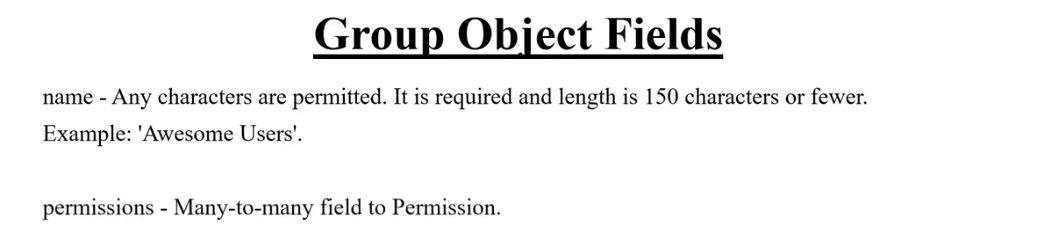 Group Object Fields
name - Any characters are permitted. It is required and length is 150 characters or fewer.
Example: 'Awesome Users'.
permissions - Many-to-many field to Permission.